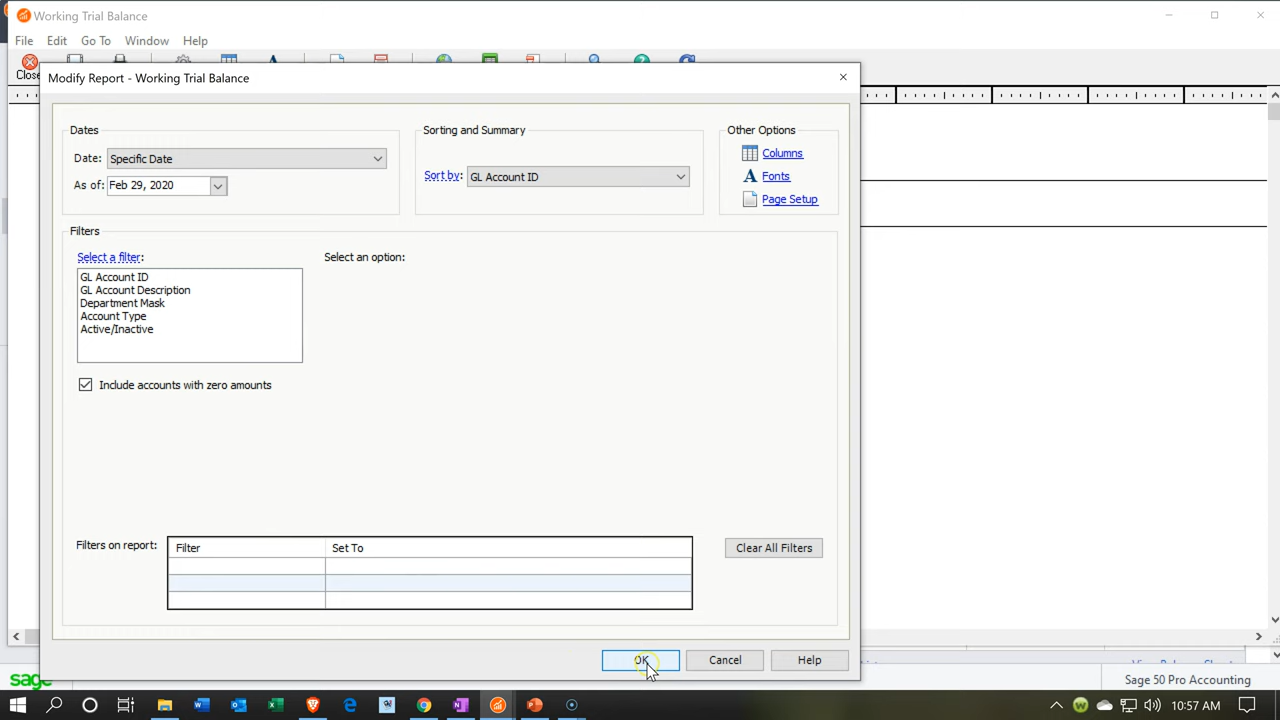 Working Trial Balance
File Edit Go To Window Help
Close
Modify Report - Working Trial Balance
Dates
Date: Specific Date
As of: Feb 29, 2020
Sorting and Summary
Sort by: GL Account ID
Other Options
Columns
Fonts
Page Setup
Filters
Select a filter:
Select an option:
GL Account ID
GL Account Description
Department Mask
Account Type
Active/Inactive
Include accounts with zero amounts
Filters on report:
Filter Set To
Clear All Filters
OK Cancel Help
sage
Sage 50 Pro Accounting
10:57 AM